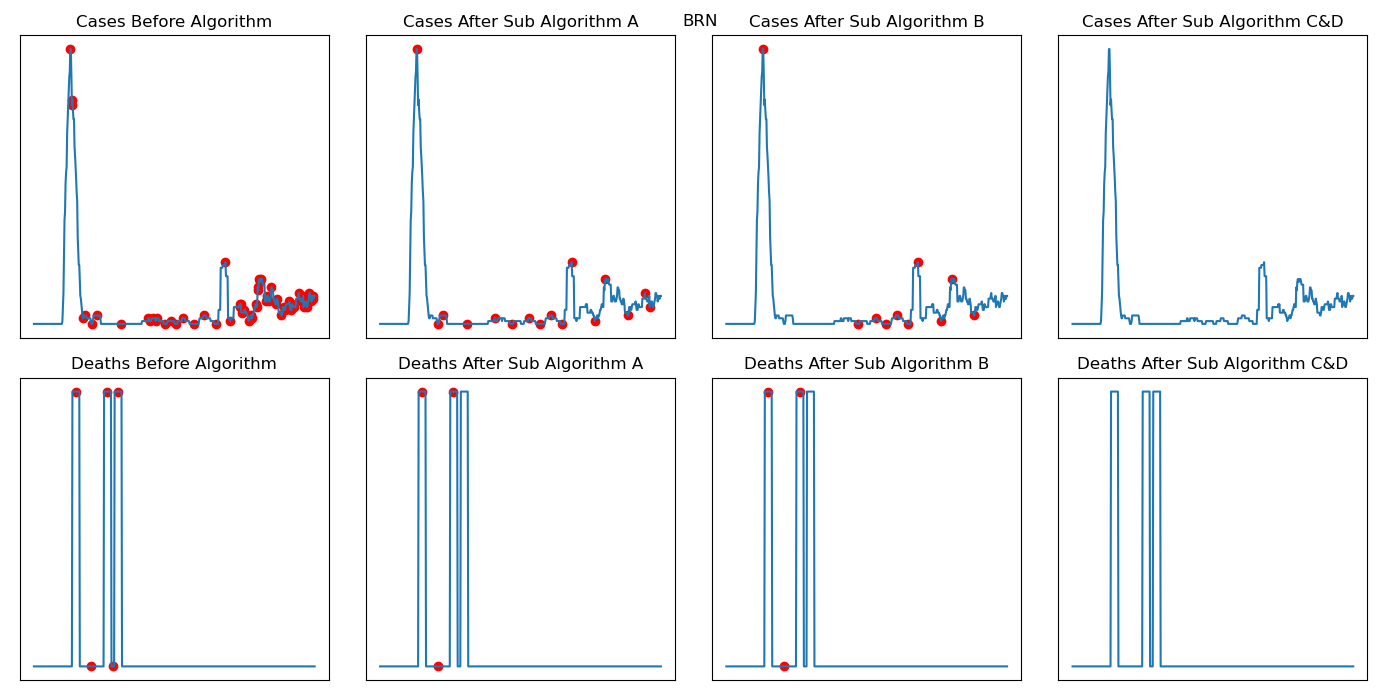 BRN
Cases Before Algorithm
Cases After Sub Algorithm A
Cases After Sub Algorithm B
Cases After Sub Algorithm C&D
Deaths Before Algorithm
Deaths After Sub Algorithm A
Deaths After Sub Algorithm B
Deaths After Sub Algorithm C&D